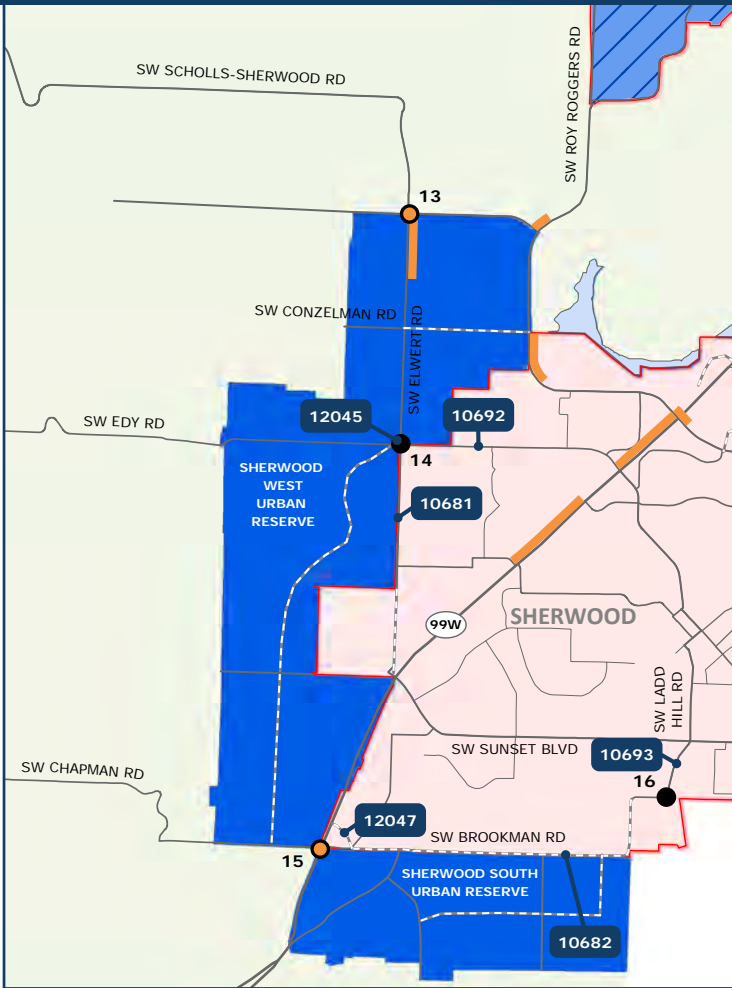 SW SCHOLLS-SHERWOOD RD
SW ROY ROGGERS RD
13
SW CONZELMAN RD
SW ELWERT RD
SW EDY RD
12045
10692
14
SHERWOOD
WEST
URBAN
RESERVE
10681
99W
SHERWOOD
SW LADD
HILL RD
SW SUNSET BLVD
10693
SW CHAPMAN RD
16
12047
SW BROOKMAN RD
15
SHERWOOD SOUTH
URBAN RESERVE
10682